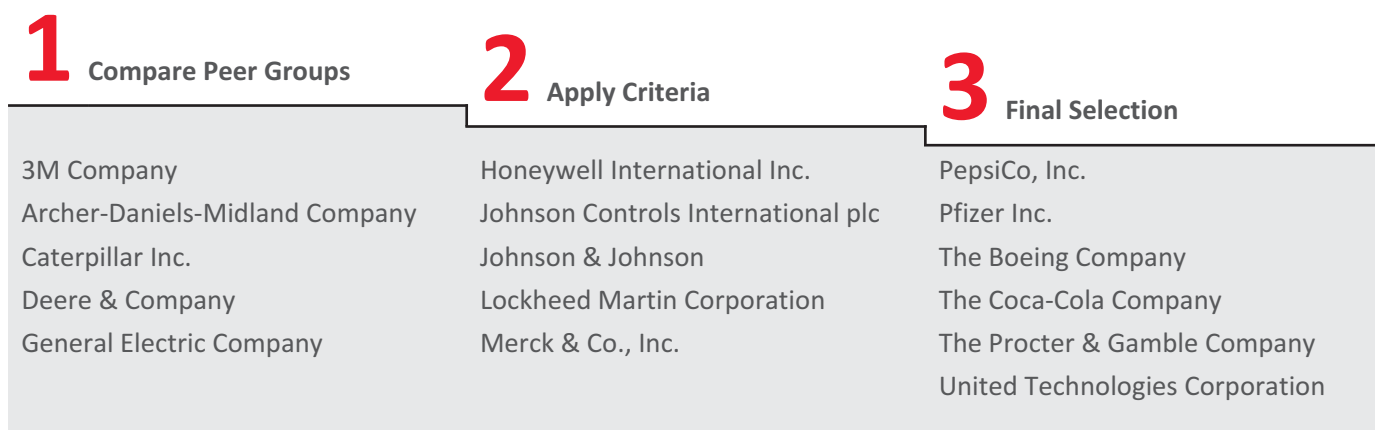 1 Compare Peer Groups
3M Company
Archer-Daniels-Midland Company
Caterpillar Inc.
Deere & Company
General Electric Company
2 Apply Criteria
Honeywell International Inc.
Johnson Controls International plc
Johnson & Johnson
Lockheed Martin Corporation
Merck & Co., Inc.
3 Final Selection
PepsiCo, Inc.
Pfizer Inc.
The Boeing Company
The Coca-Cola Company
The Procter & Gamble Company
United Technologies Corporation